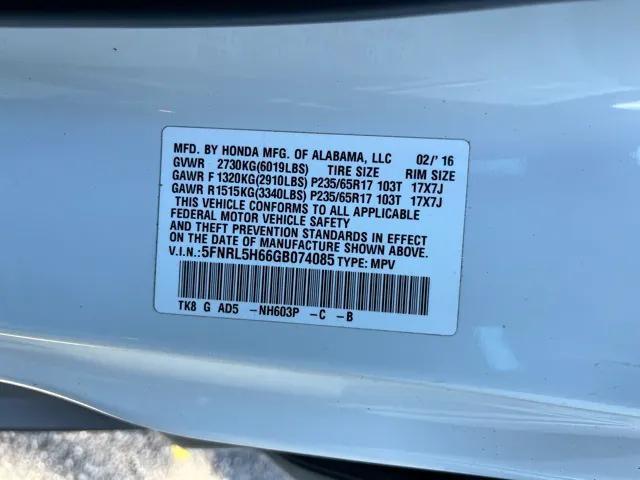 MFD. BY HONDA MFG. OF ALABAMA, LLC 02/' 16
GVWR 2730KG(6019LBS) TIRE SIZE RIM SIZE
GAWR F 1320KG(2910LBS) P235/65R17 103T 17X7J
GAWR R 1515KG(3340LBS) P235/65R17 103T 17X7J
THIS VEHICLE CONFORMS TO ALL APPLICABLE
FEDERAL MOTOR VEHICLE SAFETY
AND THEFT PREVENTION STANDARDS IN EFFECT
ON THE DATE OF MANUFACTURE SHOWN ABOVE.
V.I.N.:5FNRL5H66GB074085 TYPE: MPV
TK8 G AD5 -NH603P -C -B